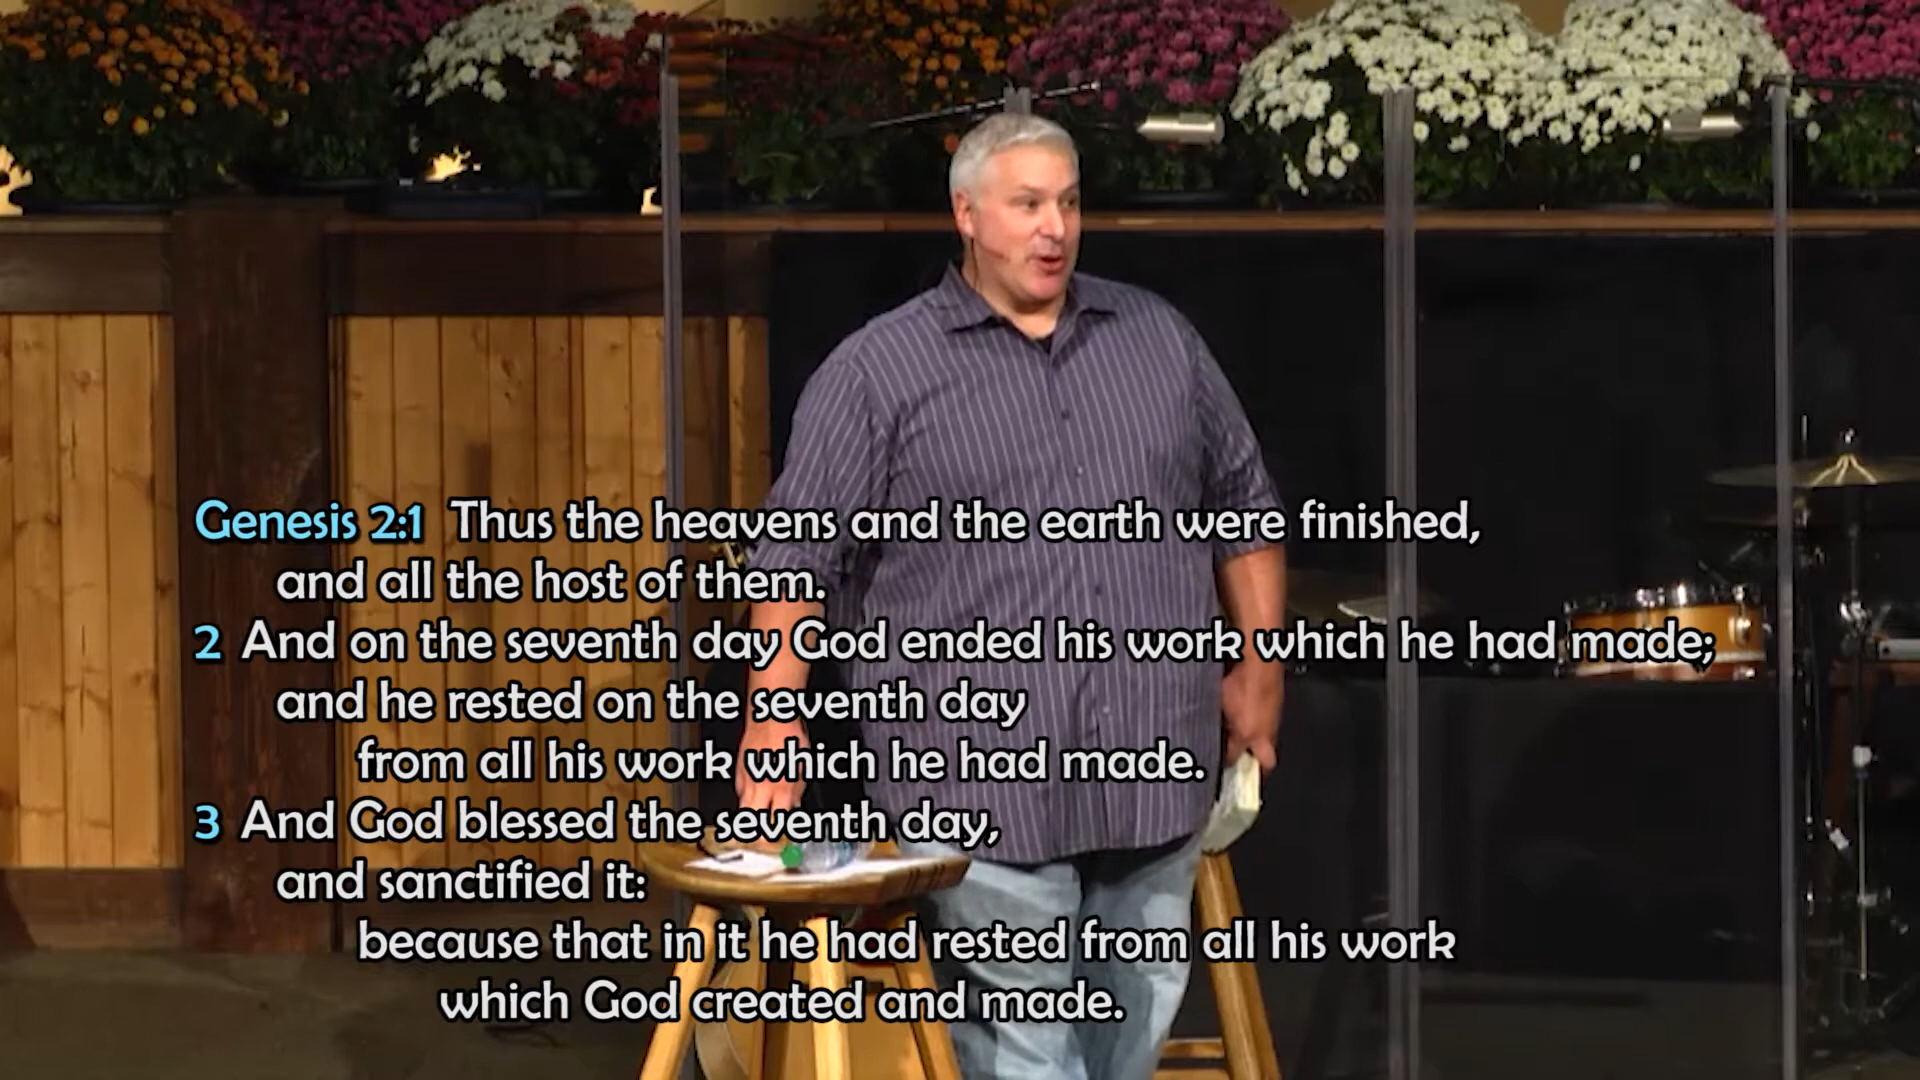 Genesis 2:1 Thus the heavens and the earth were finished,
and all the host of them.
2 And on the seventh day God ended his work which he had made;
and he rested on the seventh day
from all his work which he had made.
3 And God blessed the seventh day,
and sanctified it:
because that in it he had rested from all his work
which God created and made.